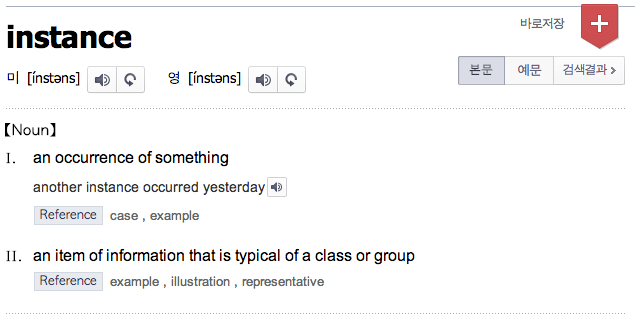 바로저장
instance
미 [ínstəns] 영 [ínstəns]
본문 예문 검색결과
【Noun】
I. an occurrence of something
another instance occurred yesterday
Reference case , example
II. an item of information that is typical of a class or group
Reference example , illustration , representative